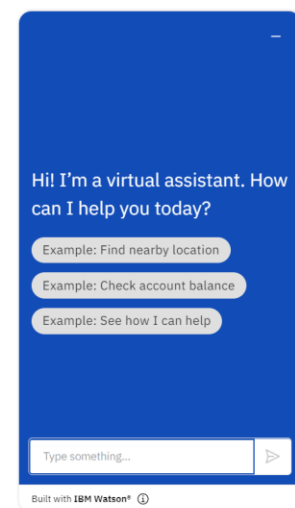 Hi! I'm a virtual assistant. How
can I help you today?
Example: Find nearby location
Example: Check account balance
Example: See how I can help
Type something...
Built with IBM Watson®